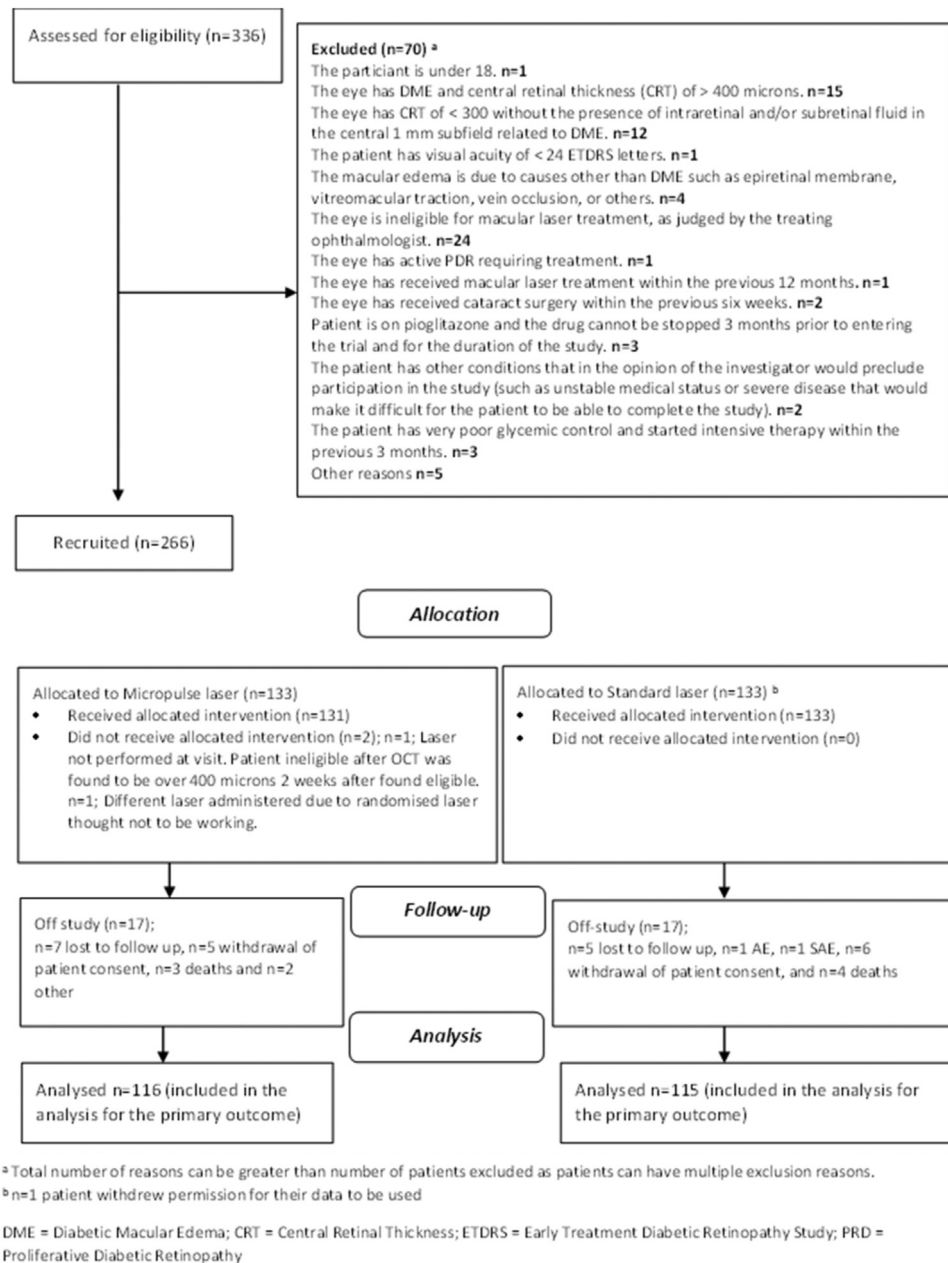 Assessed for eligibility (n=336)
Excluded (n=70) ᵃ
The particiant is under 18. n=1
The eye has DME and central retinal thickness (CRT) of > 400 microns. n=15
The eye has CRT of < 300 without the presence of intraretinal and/or subretinal fluid in
the central 1 mm subfield related to DME. n=12
The patient has visual acuity of < 24 ETDRS letters. n=1
The macular edema is due to causes other than DME such as epiretinal membrane,
vitreomacular traction, vein occlusion, or others. n=4
The eye is ineligible for macular laser treatment, as judged by the treating
ophthalmologist. n=24
The eye has active PDR requiring treatment. n=1
The eye has received macular laser treatment within the previous 12 months. n=1
The eye has received cataract surgery within the previous six weeks. n=2
Patient is on pioglitazone and the drug cannot be stopped 3 months prior to entering
the trial and for the duration of the study. n=3
The patient has other conditions that in the opinion of the investigator would preclude
participation in the study (such as unstable medical status or severe disease that would
make it difficult for the patient to be able to complete the study). n=2
The patient has very poor glycemic control and started intensive therapy within the
previous 3 months. n=3
Other reasons n=5
Recruited (n=266)
Allocation
Allocated to Micropulse laser (n=133)
• Received allocated intervention (n=131)
• Did not receive allocated intervention (n=2); n=1; Laser
not performed at visit. Patient ineligible after OCT was
found to be over 400 microns 2 weeks after found eligible.
n=1; Different laser administered due to randomised laser
thought not to be working.
Allocated to Standard laser (n=133) ᵇ
• Received allocated intervention (n=133)
• Did not receive allocated intervention (n=0)
Follow-up
Off study (n=17);
n=7 lost to follow up, n=5 withdrawal of
patient consent, n=3 deaths and n=2
other
Off-study (n=17);
n=5 lost to follow up, n=1 AE, n=1 SAE, n=6
withdrawal of patient consent, and n=4 deaths
Analysis
Analysed n=116 (included in the
analysis for the primary outcome)
Analysed n=115 (included in the analysis for
the primary outcome)
ᵃ Total number of reasons can be greater than number of patients excluded as patients can have multiple exclusion reasons.
ᵇ n=1 patient withdrew permission for their data to be used
DME = Diabetic Macular Edema; CRT = Central Retinal Thickness; ETDRS = Early Treatment Diabetic Retinopathy Study; PRD =
Proliferative Diabetic Retinopathy